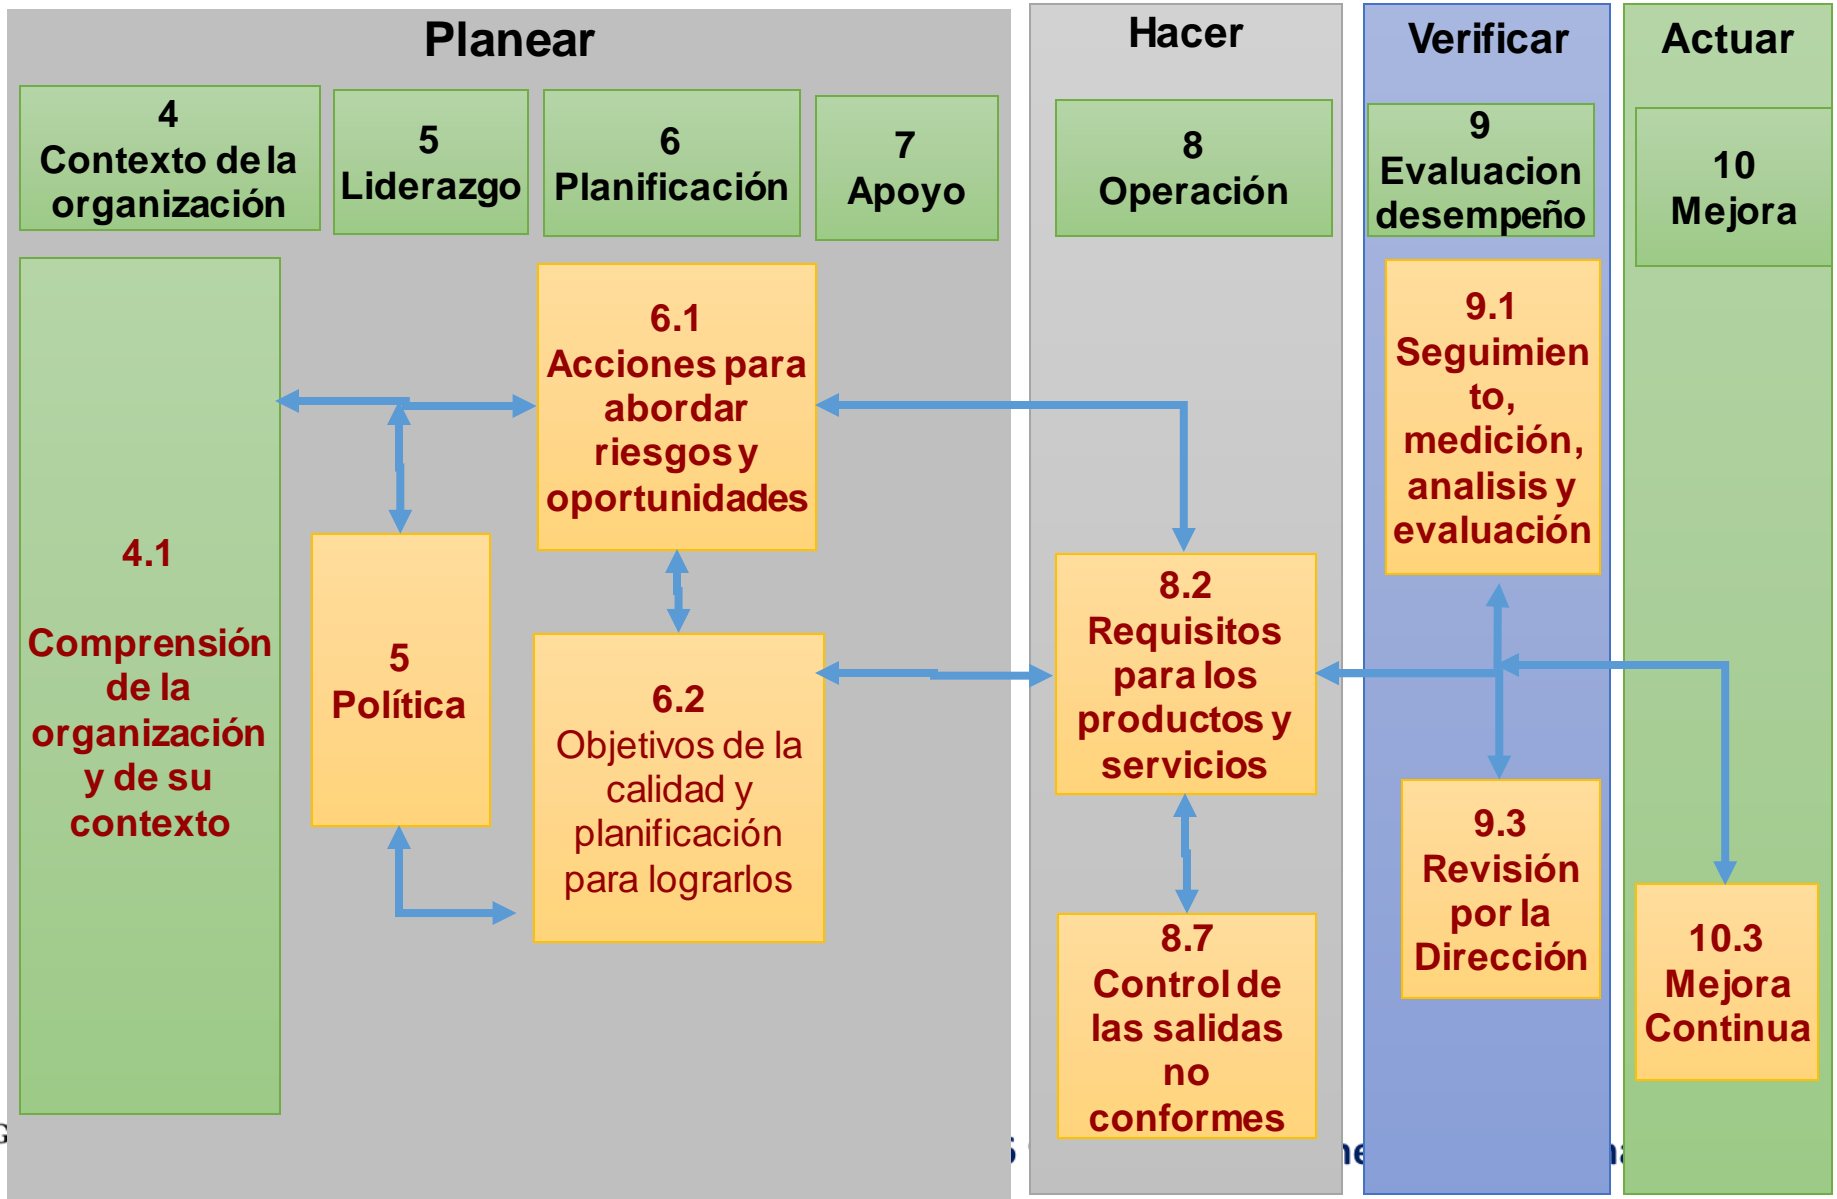 Planear
4
Contexto de la
organización
5
Liderazgo
6
Planificación
7
Apoyo
4.1
Comprensión
de la
organización
y de su
contexto
5
Política
6.1
Acciones para
abordar
riesgos y
oportunidades
6.2
Objetivos de la
calidad y
planificación
para lograrlos
Hacer
8
Operación
8.2
Requisitos
para los
productos y
servicios
8.7
Control de
las salidas
no
conformes
Verificar
9
Evaluacion
desempeño
9.1
Seguimien
to,
medición,
analisis y
evaluación
9.3
Revisión
por la
Dirección
Actuar
10
Mejora
10.3
Mejora
Continua